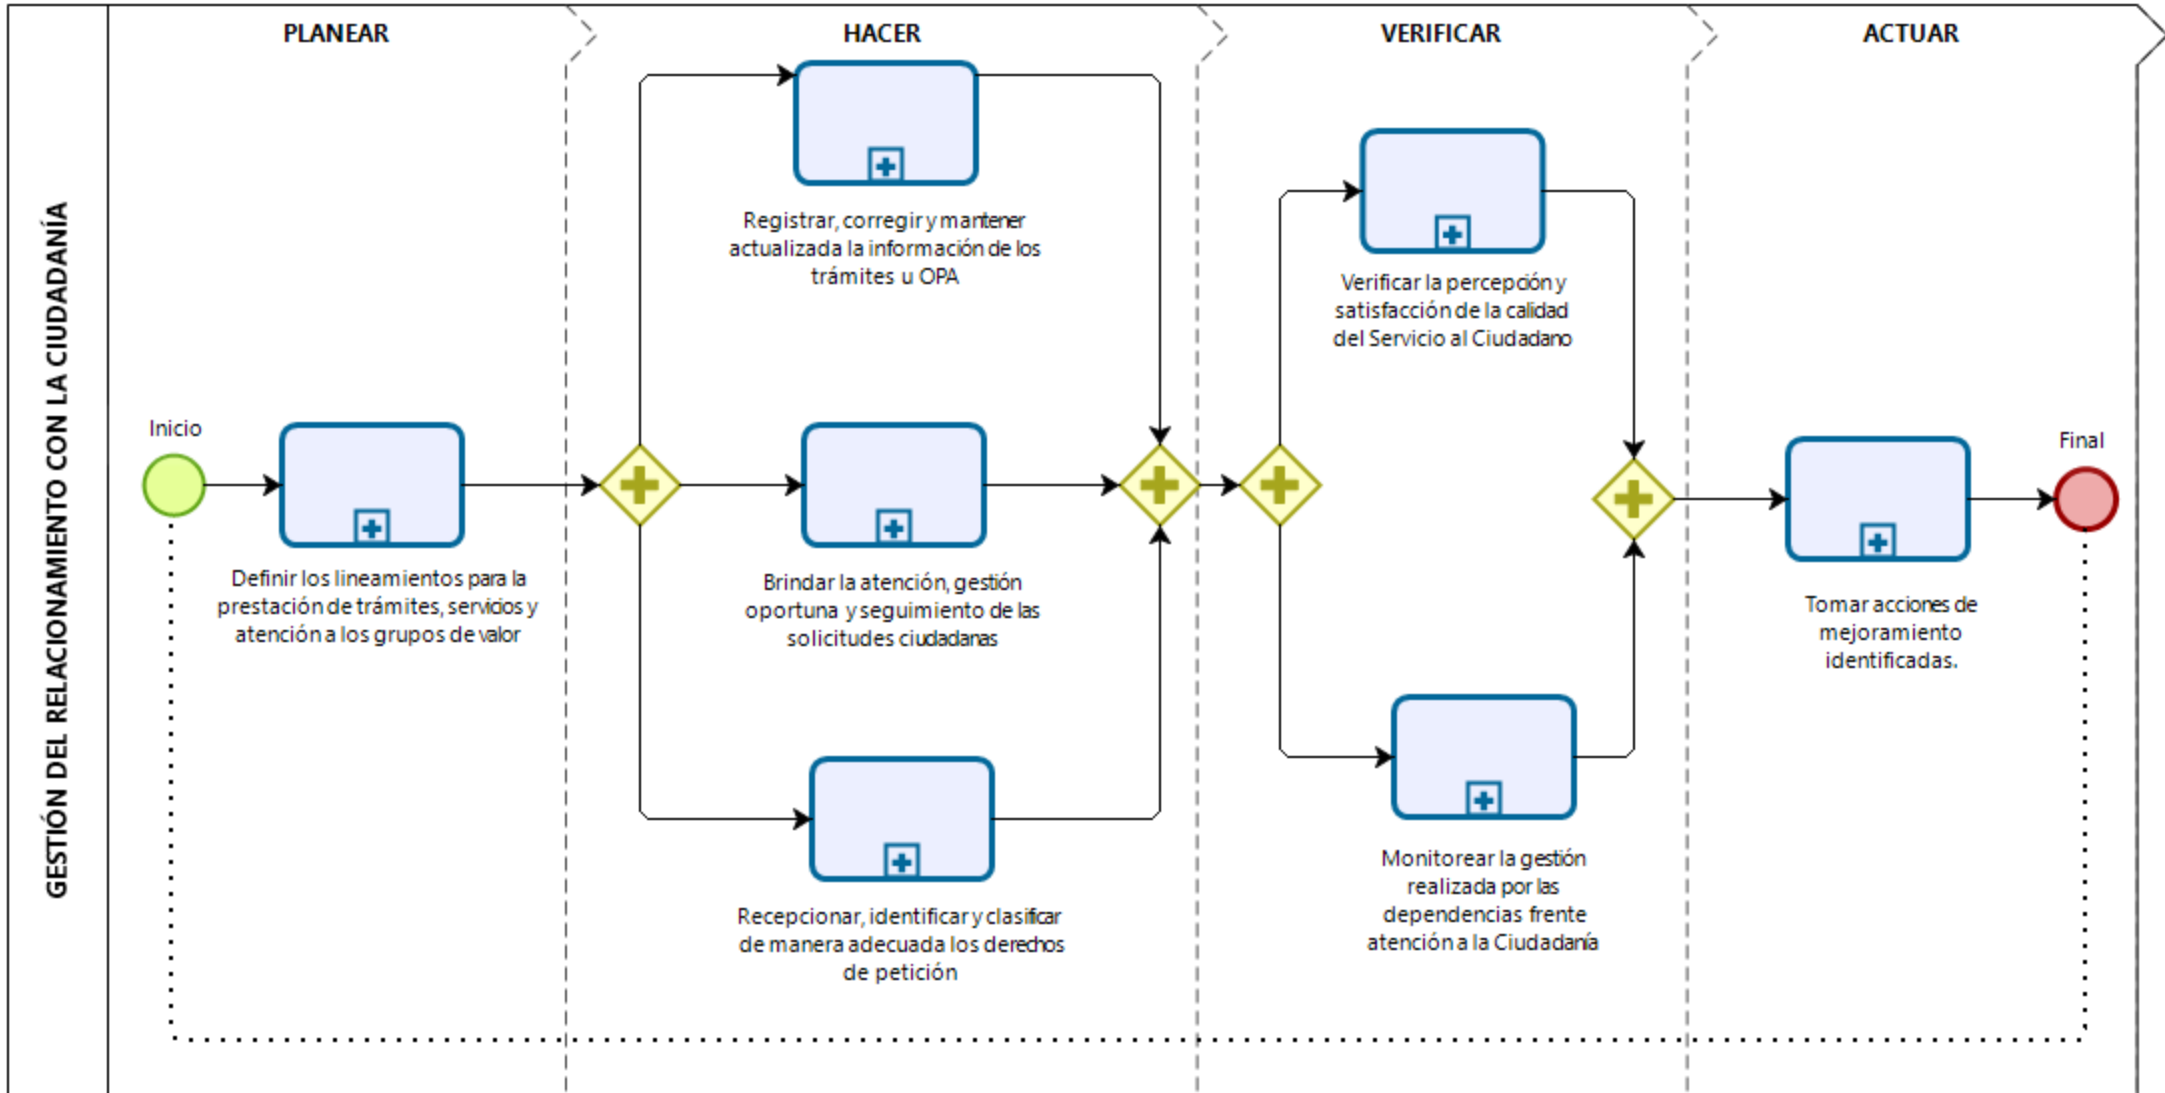 GESTIÓN DEL RELACIONAMIENTO CON LA CIUDADANÍA
PLANEAR
HACER
VERIFICAR
ACTUAR
Inicio
Definir los lineamientos para la
prestación de trámites, servicios y
atención a los grupos de valor
Registrar, corregir y mantener
actualizada la información de los
trámites u OPA
Brindar la atención, gestión
oportuna y seguimiento de las
solicitudes ciudadanas
Recepcionar, identificar y clasificar
de manera adecuada los derechos
de petición
Verificar la percepción y
satisfacción de la calidad
del Servicio al Ciudadano
Monitorear la gestión
realizada por las
dependencias frente
atención a la Ciudadanía
Tomar acciones de
mejoramiento
identificadas.
Final